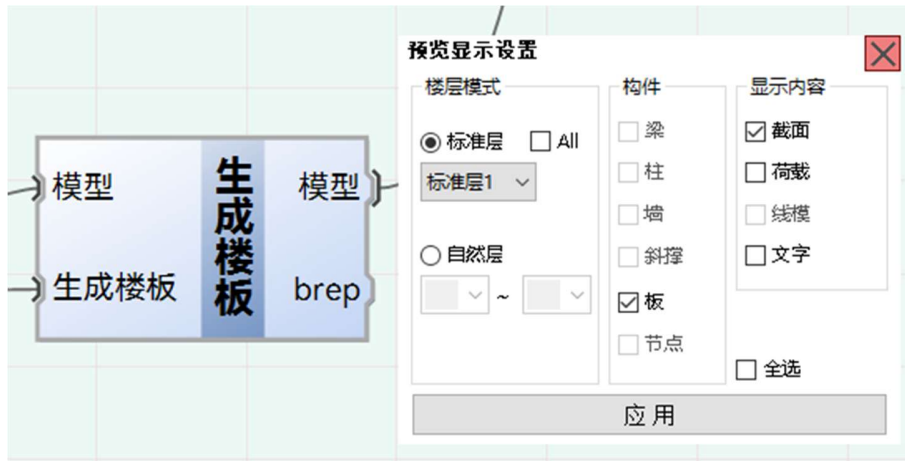 模型
生成楼板
生成楼板
模型
brep
预览显示设置
楼层模式
标准层 All
标准层1
自然层
~
构件
梁
柱
墙
斜撑
板
节点
显示内容
截面
荷载
线模
文字
全选
应用